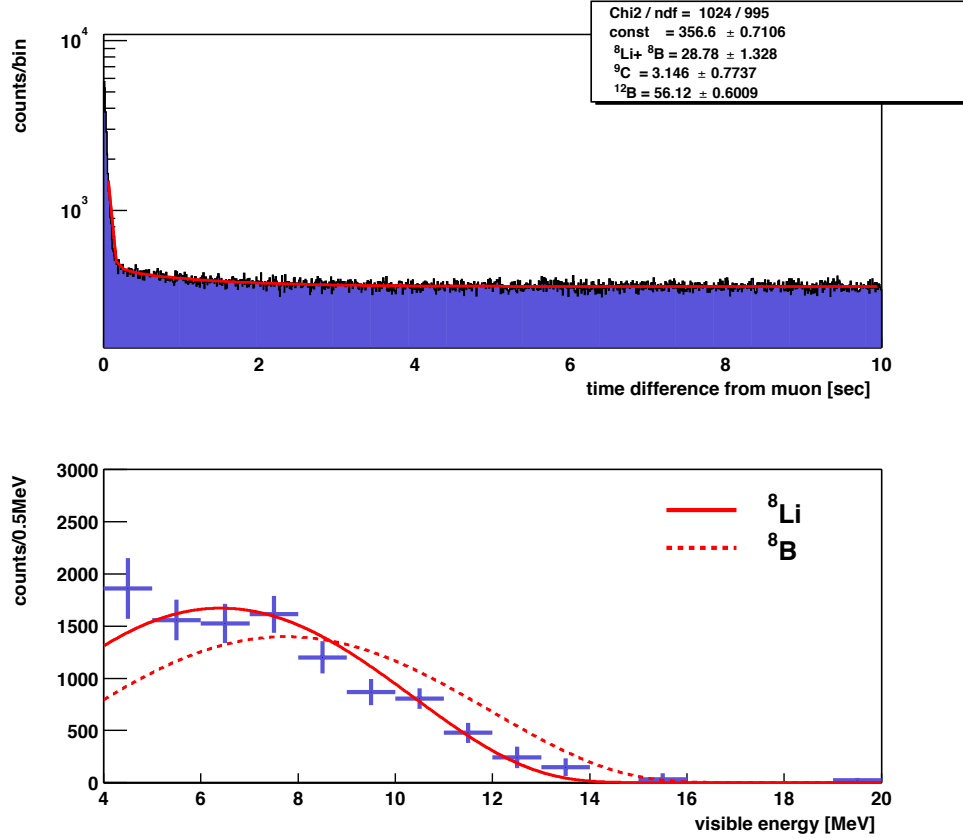 Chi2 / ndf = 1024 / 995
const = 356.6 ± 0.7106
⁸Li+ ⁸B = 28.78 ± 1.328
⁹C = 3.146 ± 0.7737
¹²B = 56.12 ± 0.6009
counts/bin
10⁴
10³
0 2 4 6 8 10
time difference from muon [sec]
counts/0.5MeV
3000
2500
2000
1500
1000
500
0
⁸Li
⁸B
4 6 8 10 12 14 16 18 20
visible energy [MeV]